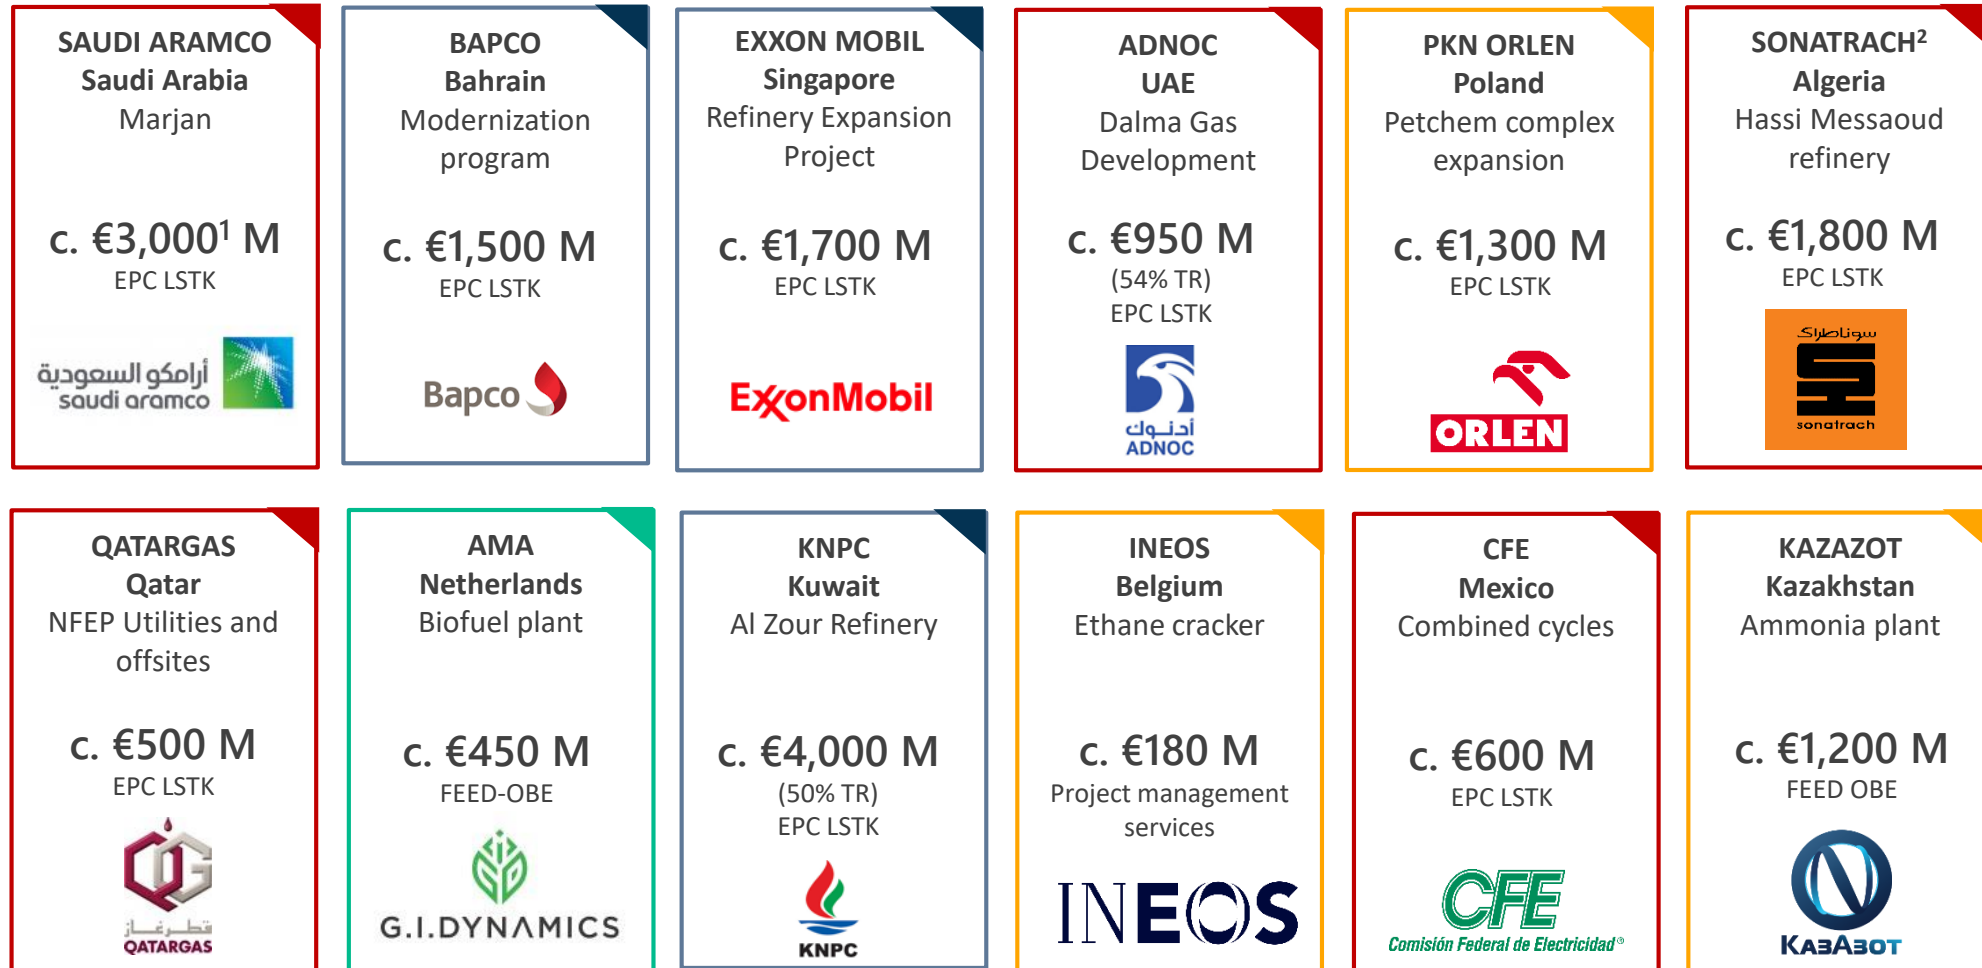 SAUDI ARAMCO
Saudi Arabia
Marjan
c. €3,000¹ M
EPC LSTK
أرامكو السعودية
saudi aramco
BAPCO
Bahrain
Modernization
program
c. €1,500 M
EPC LSTK
Bapco
EXXON MOBIL
Singapore
Refinery Expansion
Project
c. €1,700 M
EPC LSTK
ExxonMobil
ADNOC
UAE
Dalma Gas
Development
c. €950 M
(54% TR)
EPC LSTK
أدنوك
ADNOC
PKN ORLEN
Poland
Petchem complex
expansion
c. €1,300 M
EPC LSTK
ORLEN
SONATRACH²
Algeria
Hassi Messaoud
refinery
c. €1,800 M
EPC LSTK
سوناطراك
sonatrach
QATARGAS
Qatar
NFEP Utilities and
offsites
c. €500 M
EPC LSTK
قطرغاز
QATARGAS
AMA
Netherlands
Biofuel plant
c. €450 M
FEED-OBE
G.I.DYNAMICS
KNPC
Kuwait
Al Zour Refinery
c. €4,000 M
(50% TR)
EPC LSTK
KNPC
INEOS
Belgium
Ethane cracker
c. €180 M
Project management
services
INEOS
CFE
Mexico
Combined cycles
c. €600 M
EPC LSTK
CFE
Comisión Federal de Electricidad®
KAZAZOT
Kazakhstan
Ammonia plant
c. €1,200 M
FEED OBE
КАЗАЗОТ